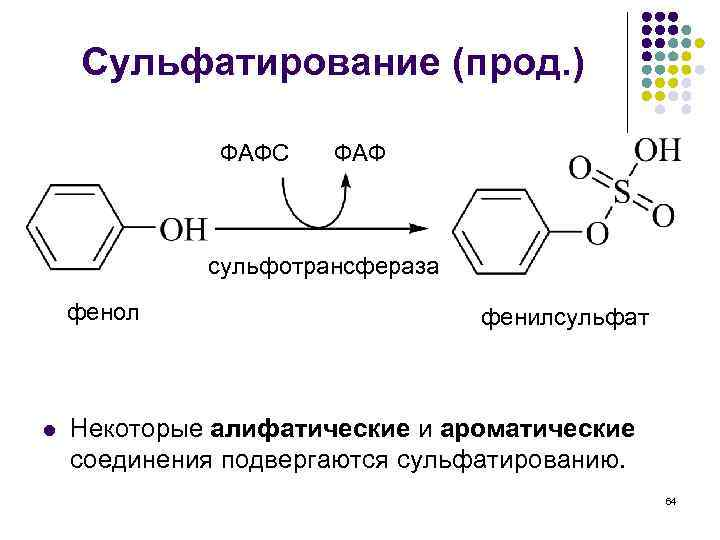 Сульфатирование (прод.)
ФАФС ФАФ
OH
O
OH
S
O
O
сульфотрансфераза
фенол
фенилсульфат
Некоторые алифатические и ароматические
соединения подвергаются сульфатированию.
64